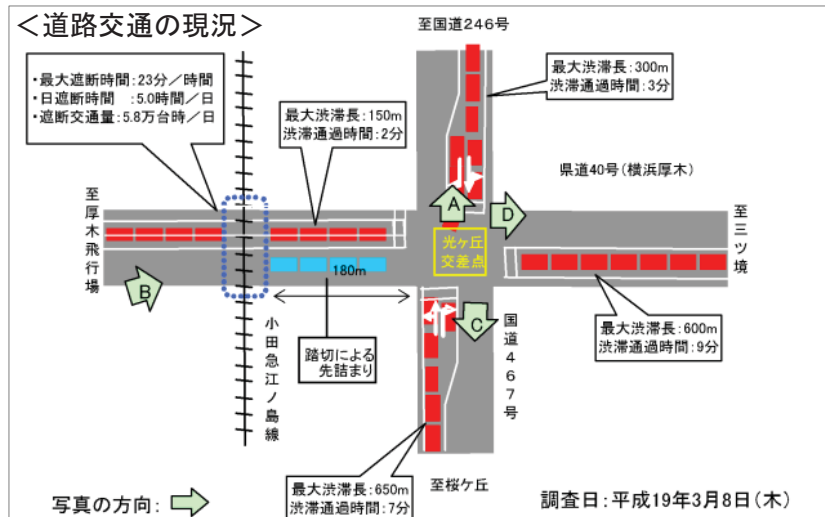 ＜道路交通の現況＞
至国道246号
・最大遮断時間：23分／時間
・日遮断時間　：5.0時間／日
・遮断交通量：5.8万台時／日
最大渋滞長：150m
渋滞通過時間：2分
最大渋滞長：300m
渋滞通過時間：3分
県道40号（横浜厚木）
至厚木飛行場
至三ツ境
A
D
光ヶ丘
交差点
B
180m
C
踏切による
先詰まり
小田急江ノ島線
国道467号
最大渋滞長：600m
渋滞通過時間：9分
最大渋滞長：650m
渋滞通過時間：7分
至桜ケ丘
写真の方向：
調査日：平成19年3月8日（木）